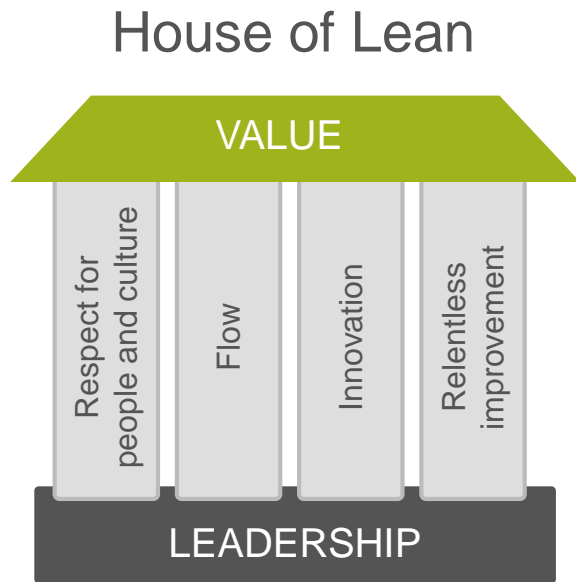 House of Lean
VALUE
Respect for
people and culture
Flow
Innovation
Relentless
improvement
LEADERSHIP